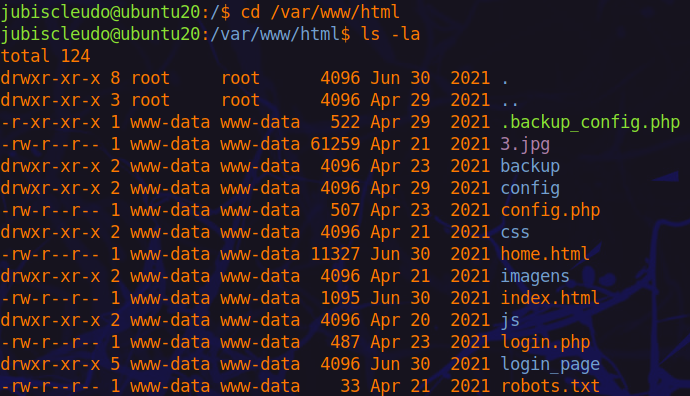 jubiscleudo@ubuntu20:/$ cd /var/www/html
jubiscleudo@ubuntu20:/var/www/html$ ls -la
total 124
drwxr-xr-x 8 root     root      4096 Jun 30  2021 .
drwxr-xr-x 3 root     root      4096 Apr 29  2021 ..
-r-xr-xr-x 1 www-data www-data   522 Apr 29  2021 .backup_config.php
-rw-r--r-- 1 www-data www-data 61259 Apr 21  2021 3.jpg
drwxr-xr-x 2 www-data www-data  4096 Apr 23  2021 backup
drwxr-xr-x 2 www-data www-data  4096 Apr 29  2021 config
-rw-r--r-- 1 www-data www-data   507 Apr 23  2021 config.php
drwxr-xr-x 2 www-data www-data  4096 Apr 21  2021 css
-rw-r--r-- 1 www-data www-data 11327 Jun 30  2021 home.html
drwxr-xr-x 2 www-data www-data  4096 Apr 21  2021 imagens
-rw-r--r-- 1 www-data www-data  1095 Jun 30  2021 index.html
drwxr-xr-x 2 www-data www-data  4096 Apr 20  2021 js
-rw-r--r-- 1 www-data www-data   487 Apr 23  2021 login.php
drwxr-xr-x 5 www-data www-data  4096 Jun 30  2021 login_page
-rw-r--r-- 1 www-data www-data    33 Apr 21  2021 robots.txt